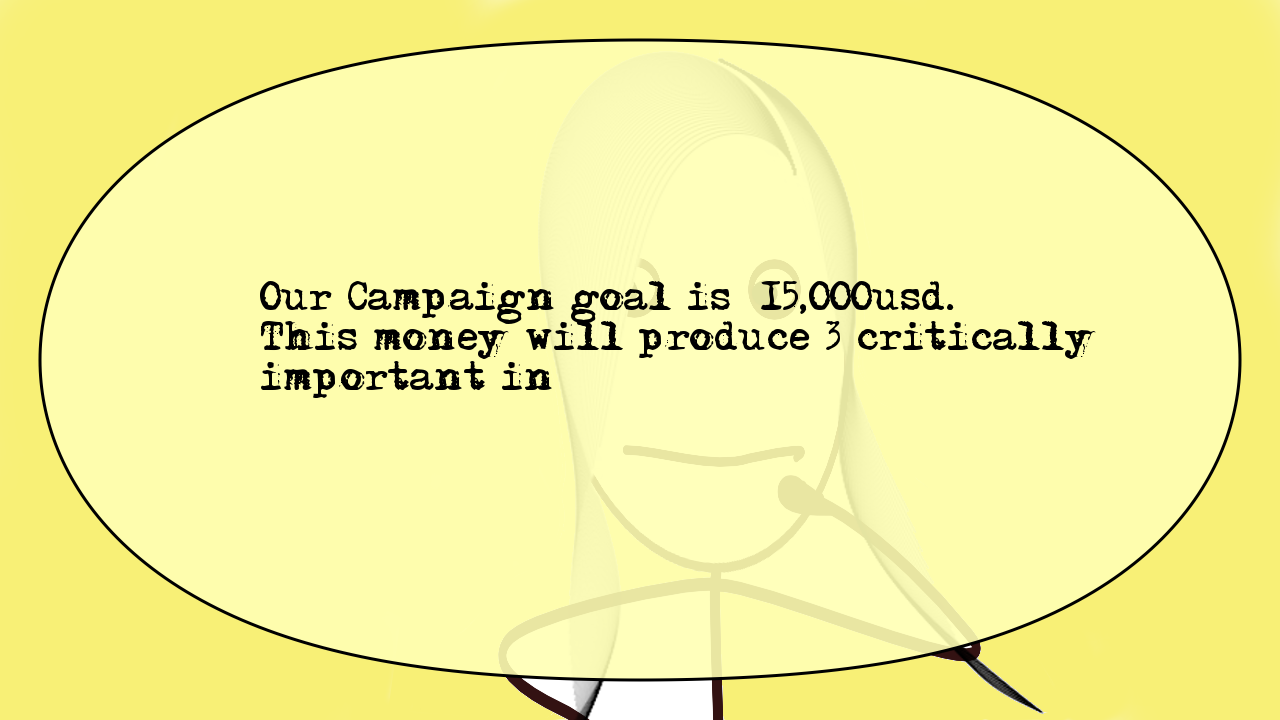 Our Campaign goal is 15,000usd.
This money will produce 3 critically
important in